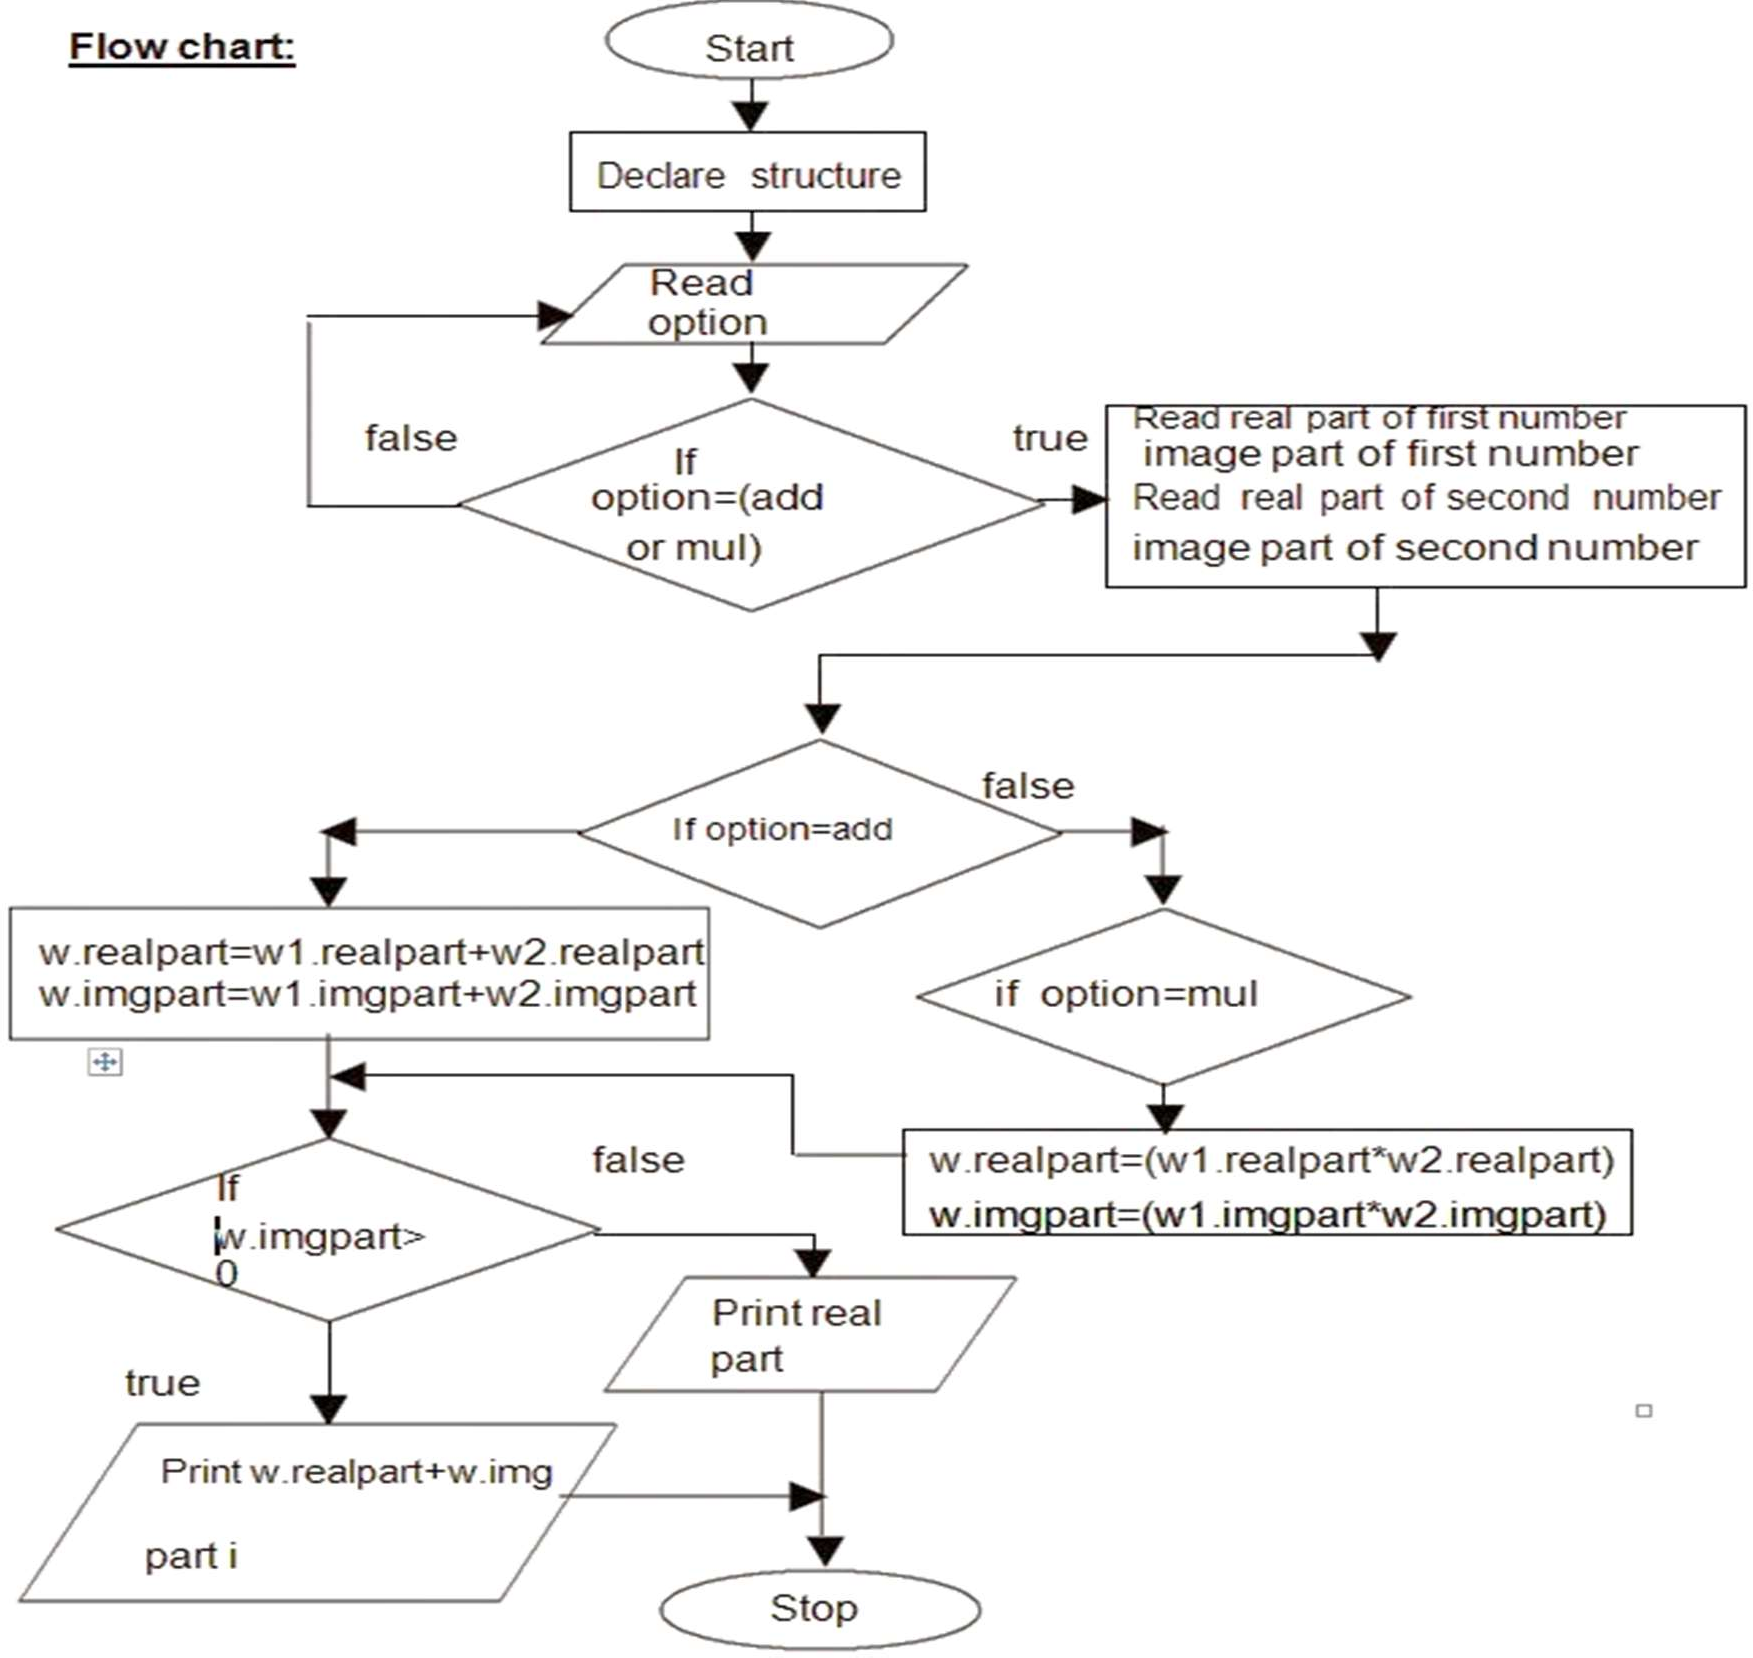 Flow chart:
Start
Declare structure
Read
option
false
If
option=(add
or mul)
true
Read real part of first number
image part of first number
Read real part of second number
image part of second number
If option=add
false
w.realpart=w1.realpart+w2.realpart
w.imgpart=w1.imgpart+w2.imgpart
if option=mul
w.realpart=(w1.realpart*w2.realpart)
w.imgpart=(w1.imgpart*w2.imgpart)
If
w.imgpart>
0
false
Print real
part
true
Print w.realpart+w.img
part i
Stop